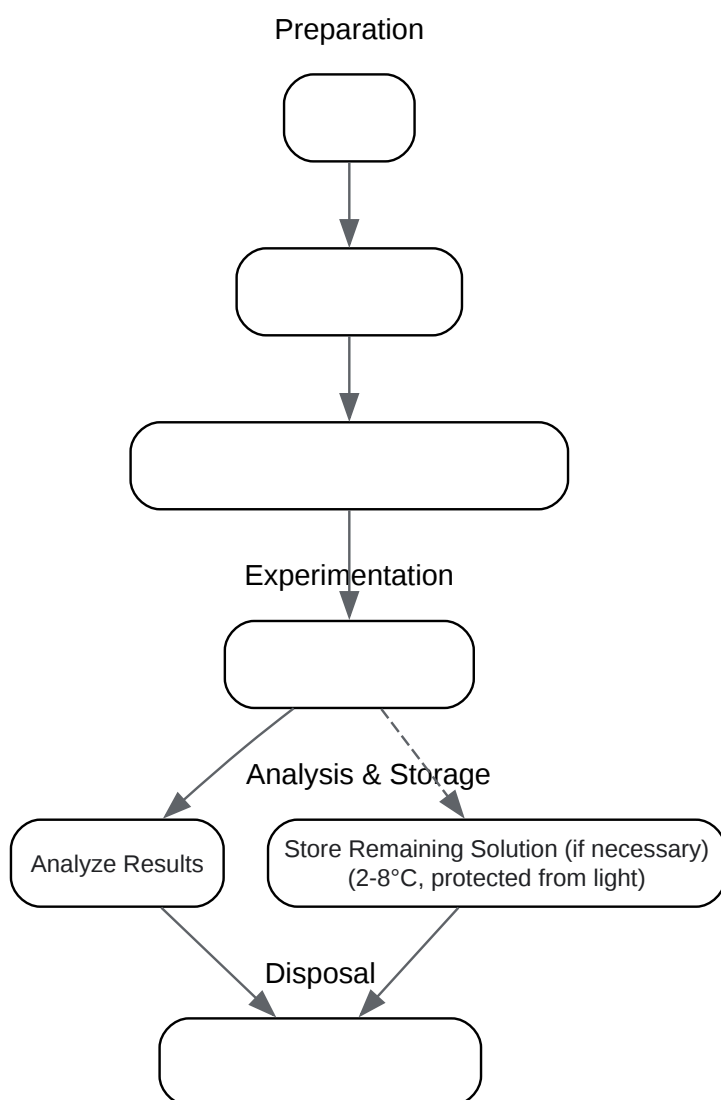 Preparation
Experimentation
Analysis & Storage
Analyze Results
Store Remaining Solution (if necessary)
(2-8°C, protected from light)
Disposal